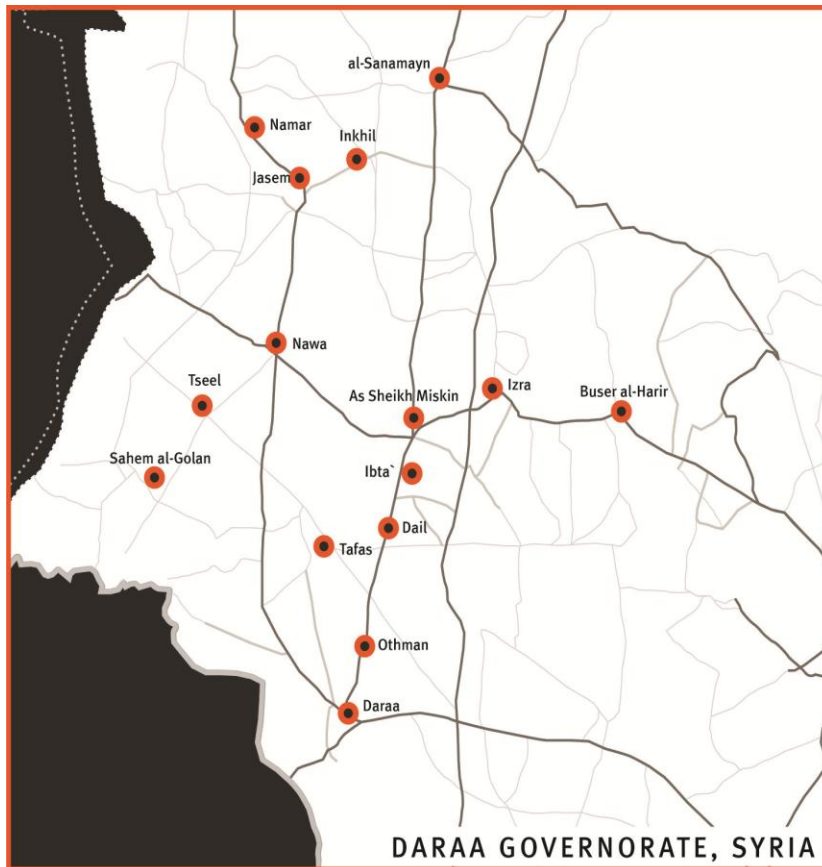 al-Sanamayn
Namar
Inkhil
Jasem
Nawa
Tseel
As Sheikh Miskin
Izra
Buser al-Harir
Sahem al-Golan
Ibta`
Dail
Tafas
Othman
Daraa
DARAA GOVERNORATE, SYRIA